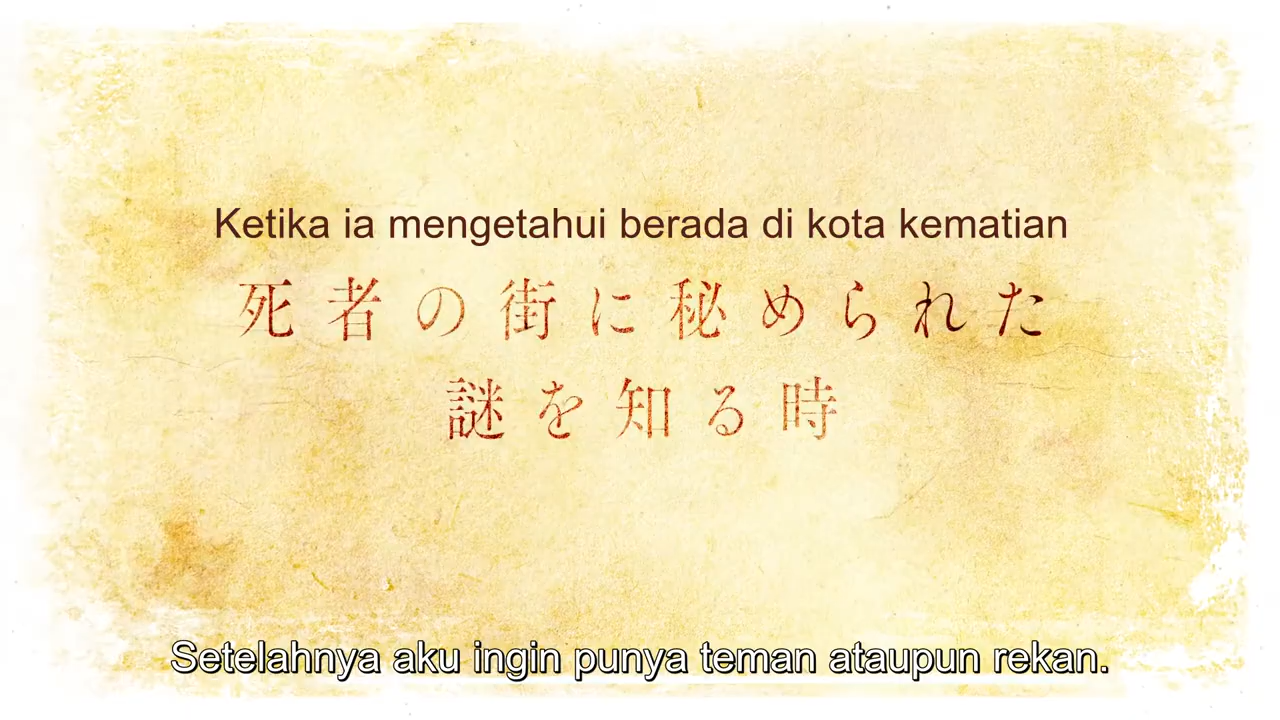 Ketika ia mengetahui berada di kota kematian
死者の街に秘められた
謎を知る時
Setelahnya aku ingin punya teman ataupun rekan.